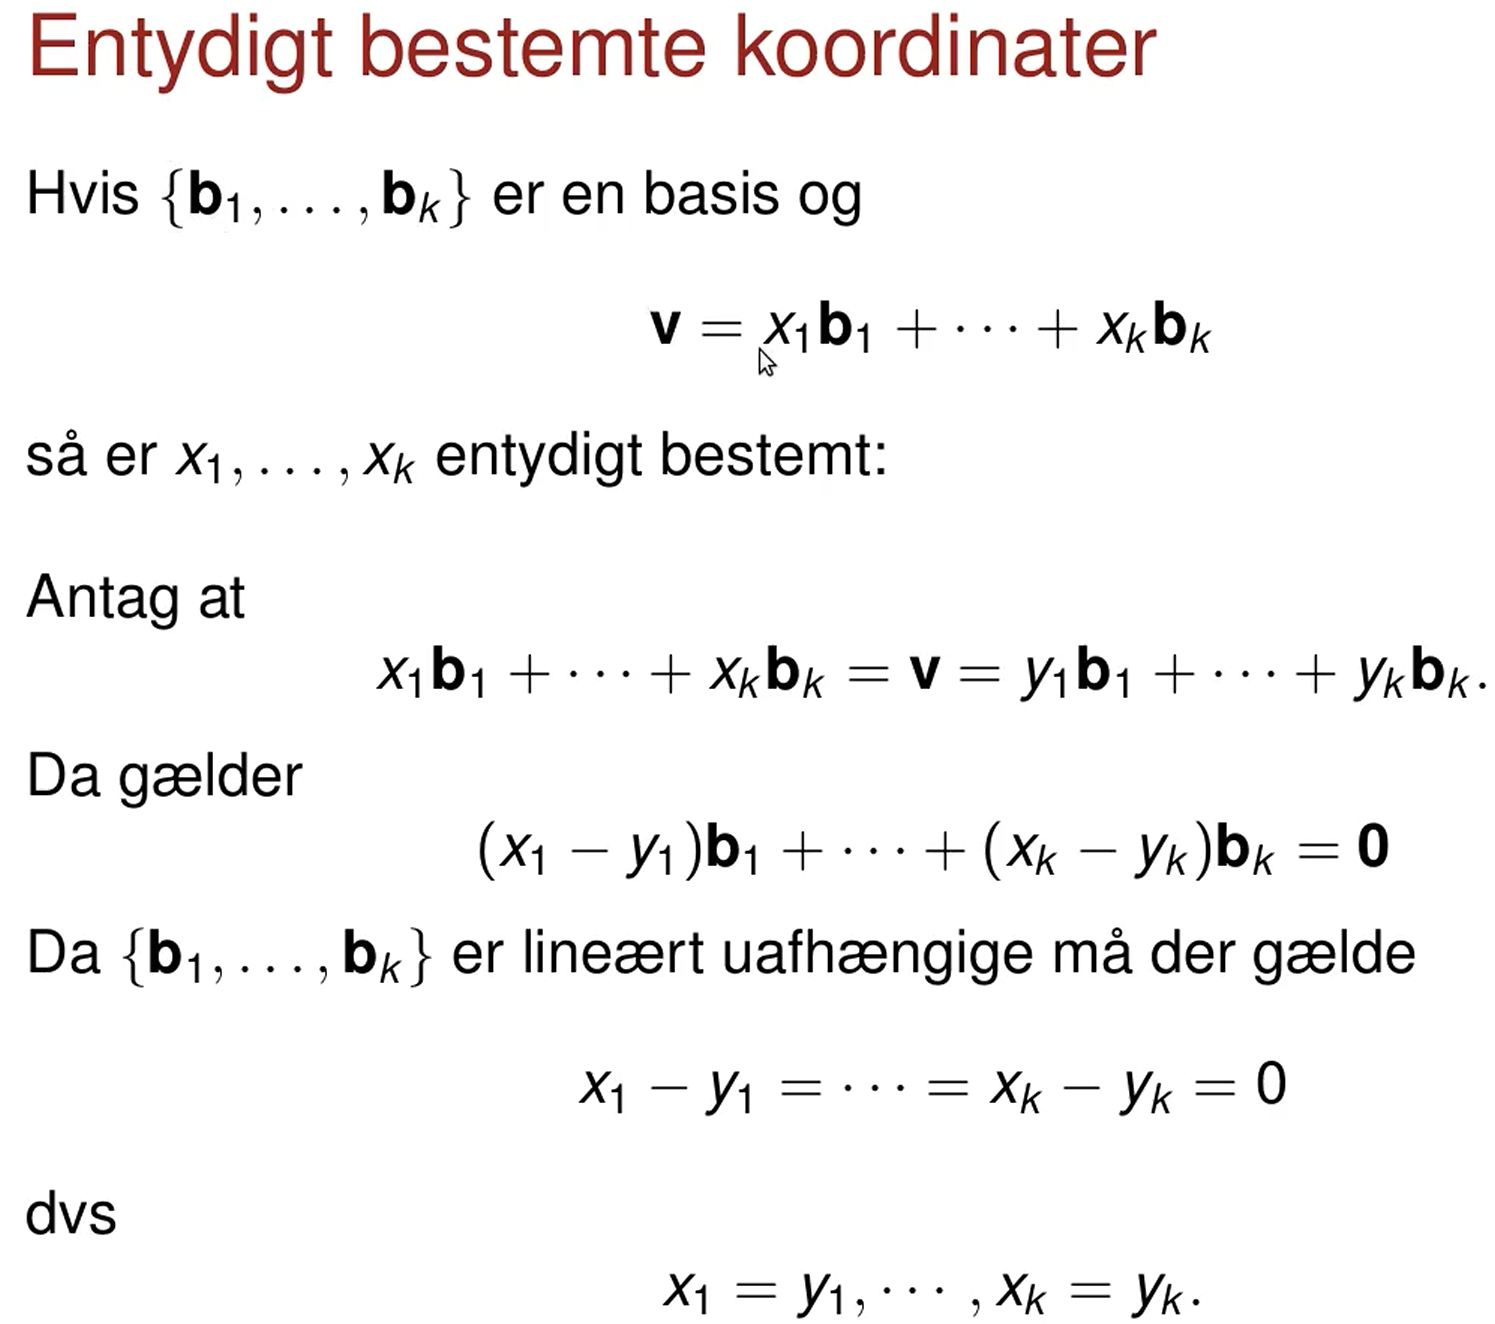 Entydigt bestemte koordinater
Hvis {b₁, . . . , bₖ} er en basis og
v = x₁b₁ + · · · + xₖbₖ
så er x₁, . . . , xₖ entydigt bestemt:
Antag at
x₁b₁ + · · · + xₖbₖ = v = y₁b₁ + · · · + yₖbₖ.
Da gælder
(x₁ − y₁)b₁ + · · · + (xₖ − yₖ)bₖ = 0
Da {b₁, . . . , bₖ} er lineært uafhængige må der gælde
x₁ − y₁ = · · · = xₖ − yₖ = 0
dvs
x₁ = y₁, · · · , xₖ = yₖ.